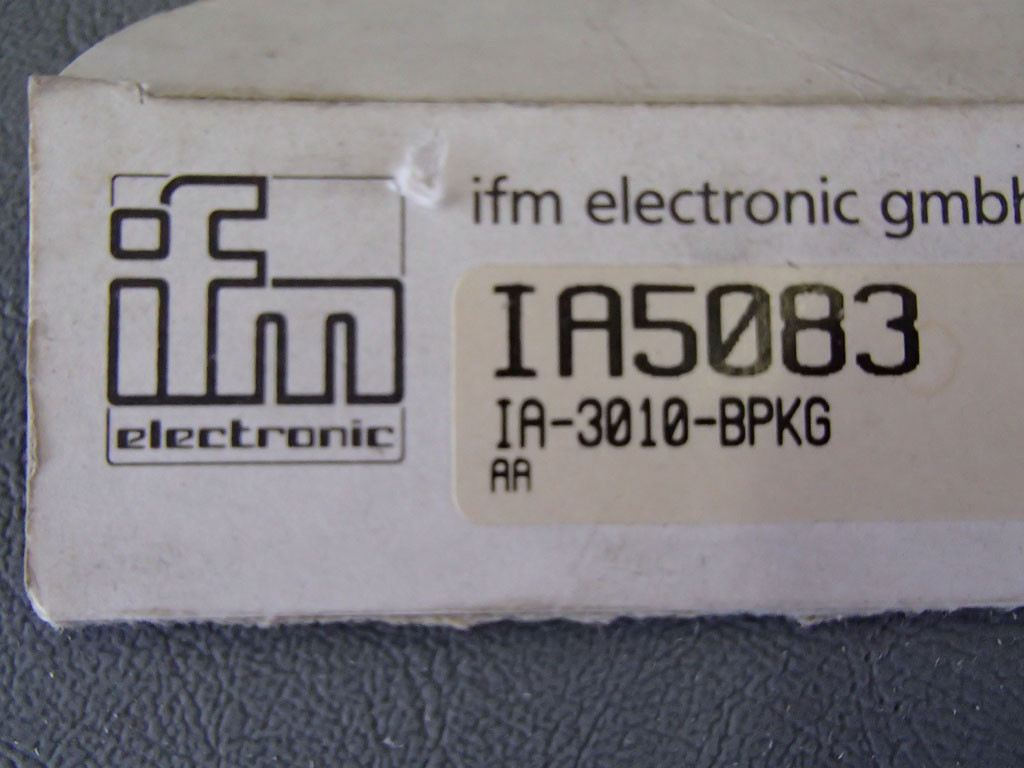 ifm
electronic
ifm electronic gmbh
IA5083
IA-3010-BPKG
AA